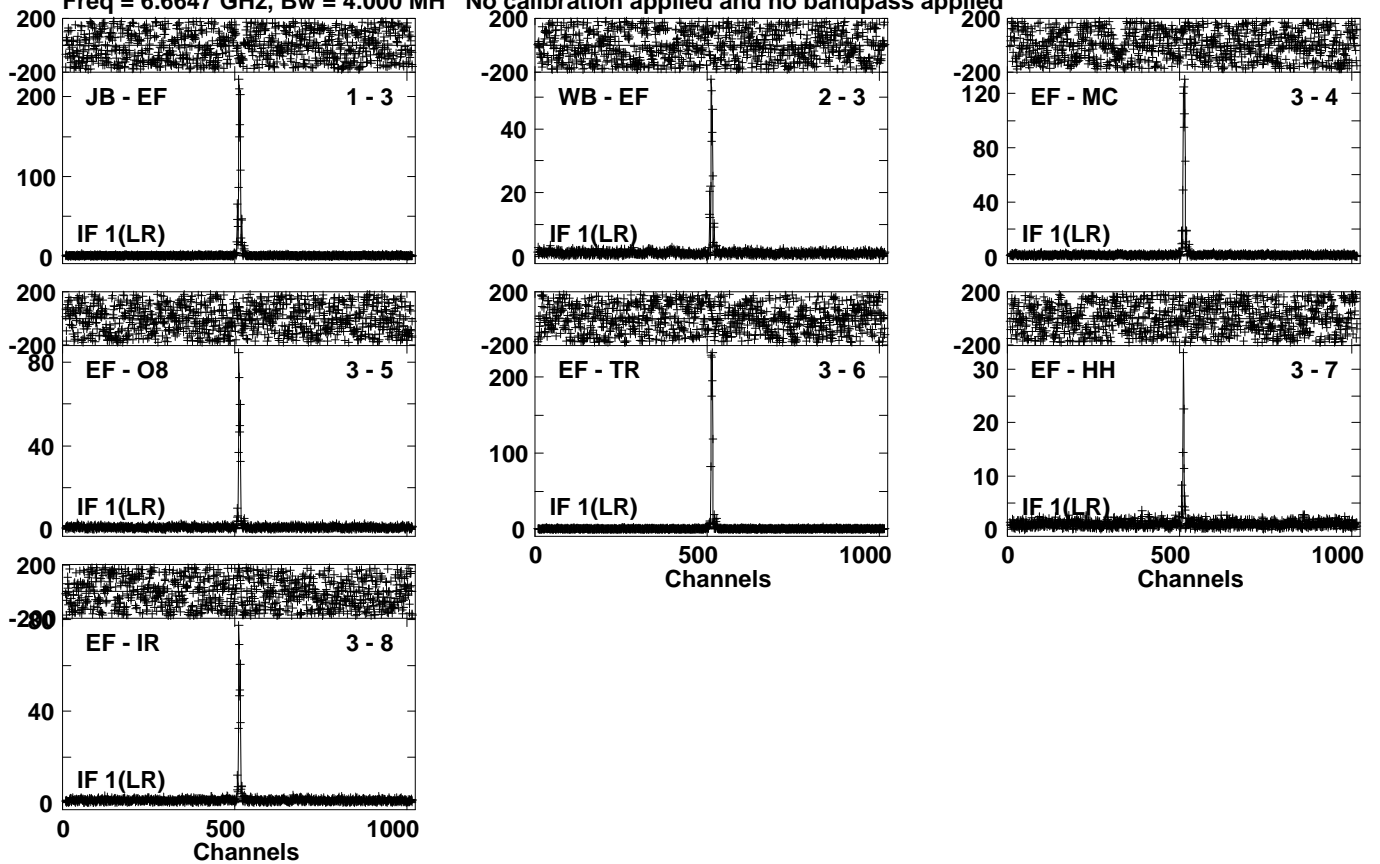 Freq = 6.6647 GHz, Bw = 4.000 MH No calibration applied and no bandpass applied
200
-200
200
100
0
JB - EF
1 - 3
IF 1(LR)
200
-200
40
20
0
WB - EF
2 - 3
IF 1(LR)
200
-200
120
80
40
0
EF - MC
3 - 4
IF 1(LR)
200
-200
80
40
0
EF - O8
3 - 5
IF 1(LR)
200
-200
200
100
0
EF - TR
3 - 6
IF 1(LR)
0 500 1000
Channels
200
-200
30
20
10
0
EF - HH
3 - 7
IF 1(LR)
0 500 1000
Channels
200
-200
80
40
0
EF - IR
3 - 8
IF 1(LR)
0 500 1000
Channels